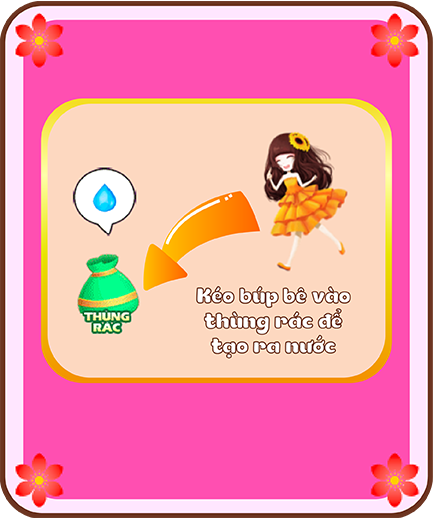 THÙNG
RÁC
Kéo búp bê vào
thùng rác để
tạo ra nước